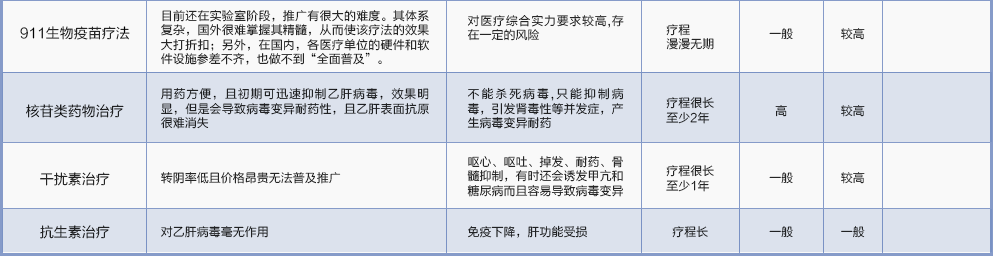 911生物疫苗疗法
目前还在实验室阶段，推广有很大的难度。其体系
复杂，国外很难掌握其精髓，从而使该疗法的效果
大打折扣；另外，在国内，各医疗单位的硬件和软
件设施参差不齐，也做不到“全面普及”。
对医疗综合实力要求较高,存
在一定的风险
疗程
漫漫无期
一般
较高
核苷类药物治疗
用药方便，且初期可迅速抑制乙肝病毒，效果明
显，但是会导致病毒变异耐药性，且乙肝表面抗原
很难消失
不能杀死病毒,只能抑制病
毒，引发肾毒性等并发症，产
生病毒变异耐药
疗程很长
至少2年
高
较高
干扰素治疗
转阴率低且价格昂贵无法普及推广
呕心、呕吐、掉发、耐药、骨
髓抑制，有时还会诱发甲亢和
糖尿病而且容易导致病毒变异
疗程很长
至少1年
一般
较高
抗生素治疗
对乙肝病毒毫无作用
免疫下降，肝功能受损
疗程长
一般
一般